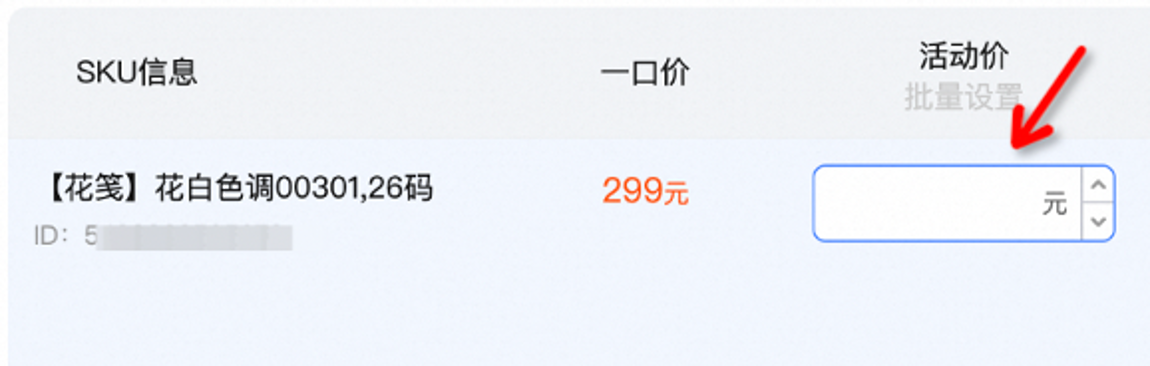 SKU信息
一口价
活动价
批量设置
【花笺】花白色调00301,26码
299元
元
ID：5